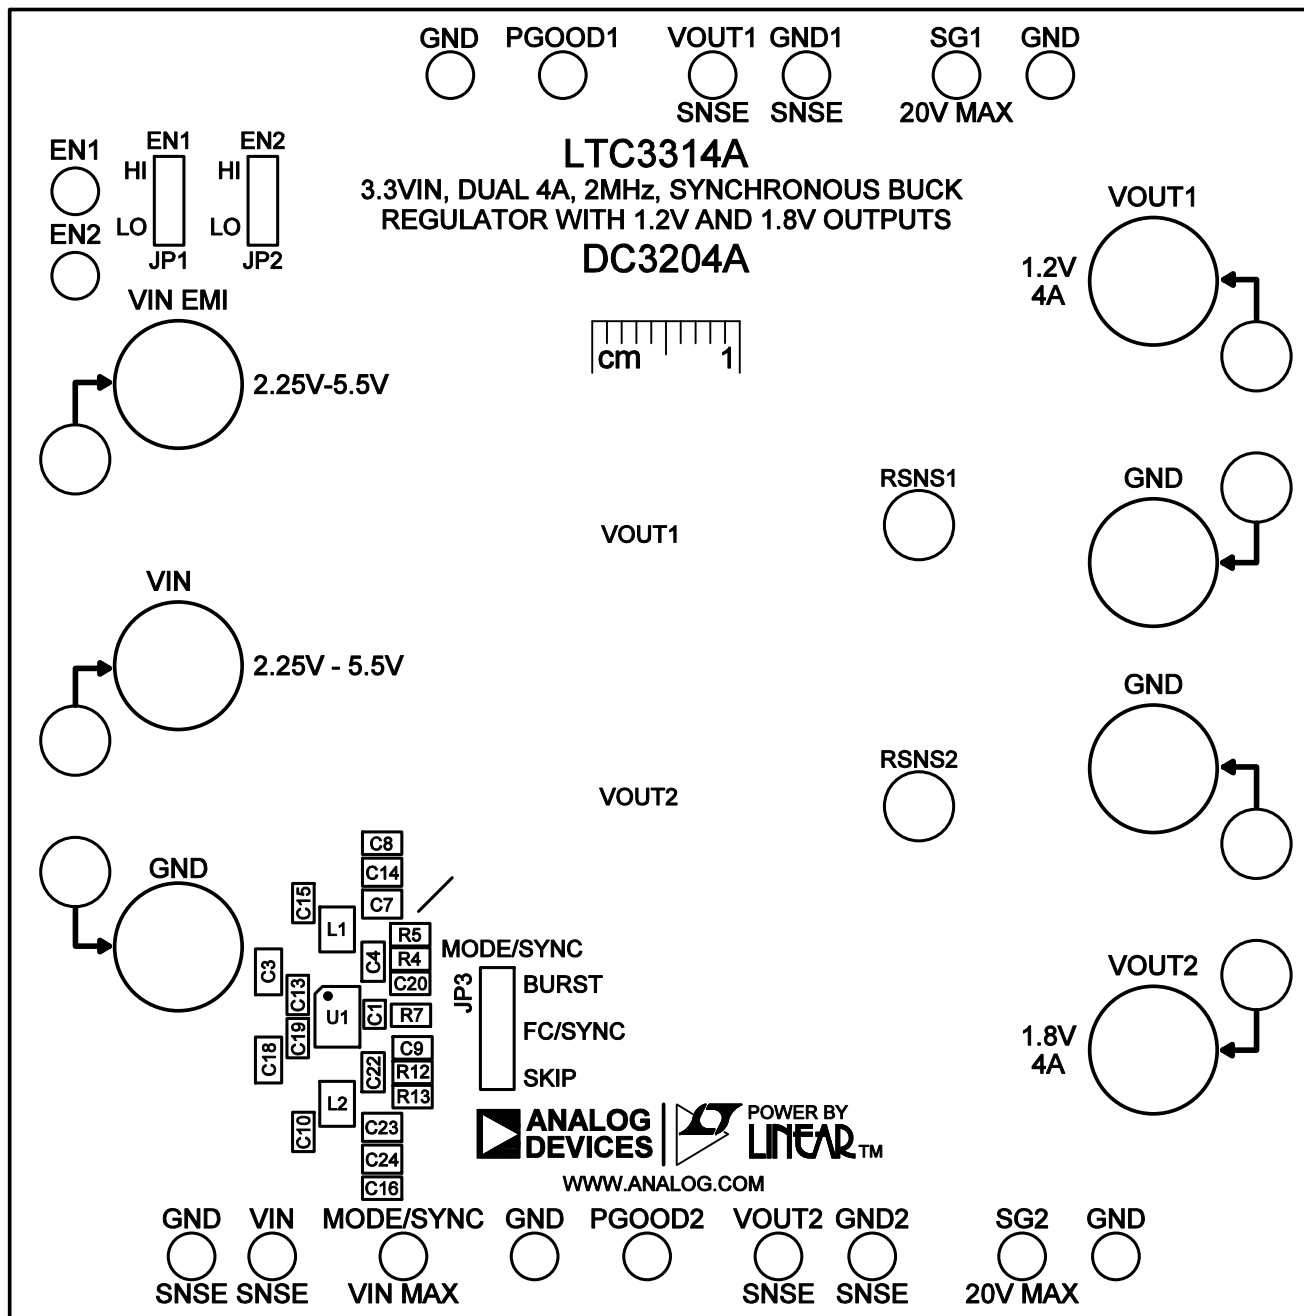 GND PGOOD1 VOUT1 GND1 SG1 GND
SNSE SNSE 20V MAX
EN1 EN1 EN2
HI HI
LO LO
EN2 JP1 JP2
LTC3314A
3.3VIN, DUAL 4A, 2MHz, SYNCHRONOUS BUCK
REGULATOR WITH 1.2V AND 1.8V OUTPUTS
DC3204A
VOUT1
1.2V
4A
VIN EMI
2.25V-5.5V
cm 1
RSNS1
GND
VOUT1
VIN
2.25V - 5.5V
GND
RSNS2
VOUT2
GND
C8
C14
C15
C7
L1
R5
R4
C4
C20
C3
C13
U1
C1
R7
C19
C18
C9
C22
R12
R13
L2
C10
C23
C24
C16
MODE/SYNC
JP3
BURST
FC/SYNC
SKIP
VOUT2
1.8V
4A
ANALOG
DEVICES
POWER BY
LINEAR TM
WWW.ANALOG.COM
GND VIN MODE/SYNC GND PGOOD2 VOUT2 GND2 SG2 GND
SNSE SNSE VIN MAX SNSE SNSE 20V MAX